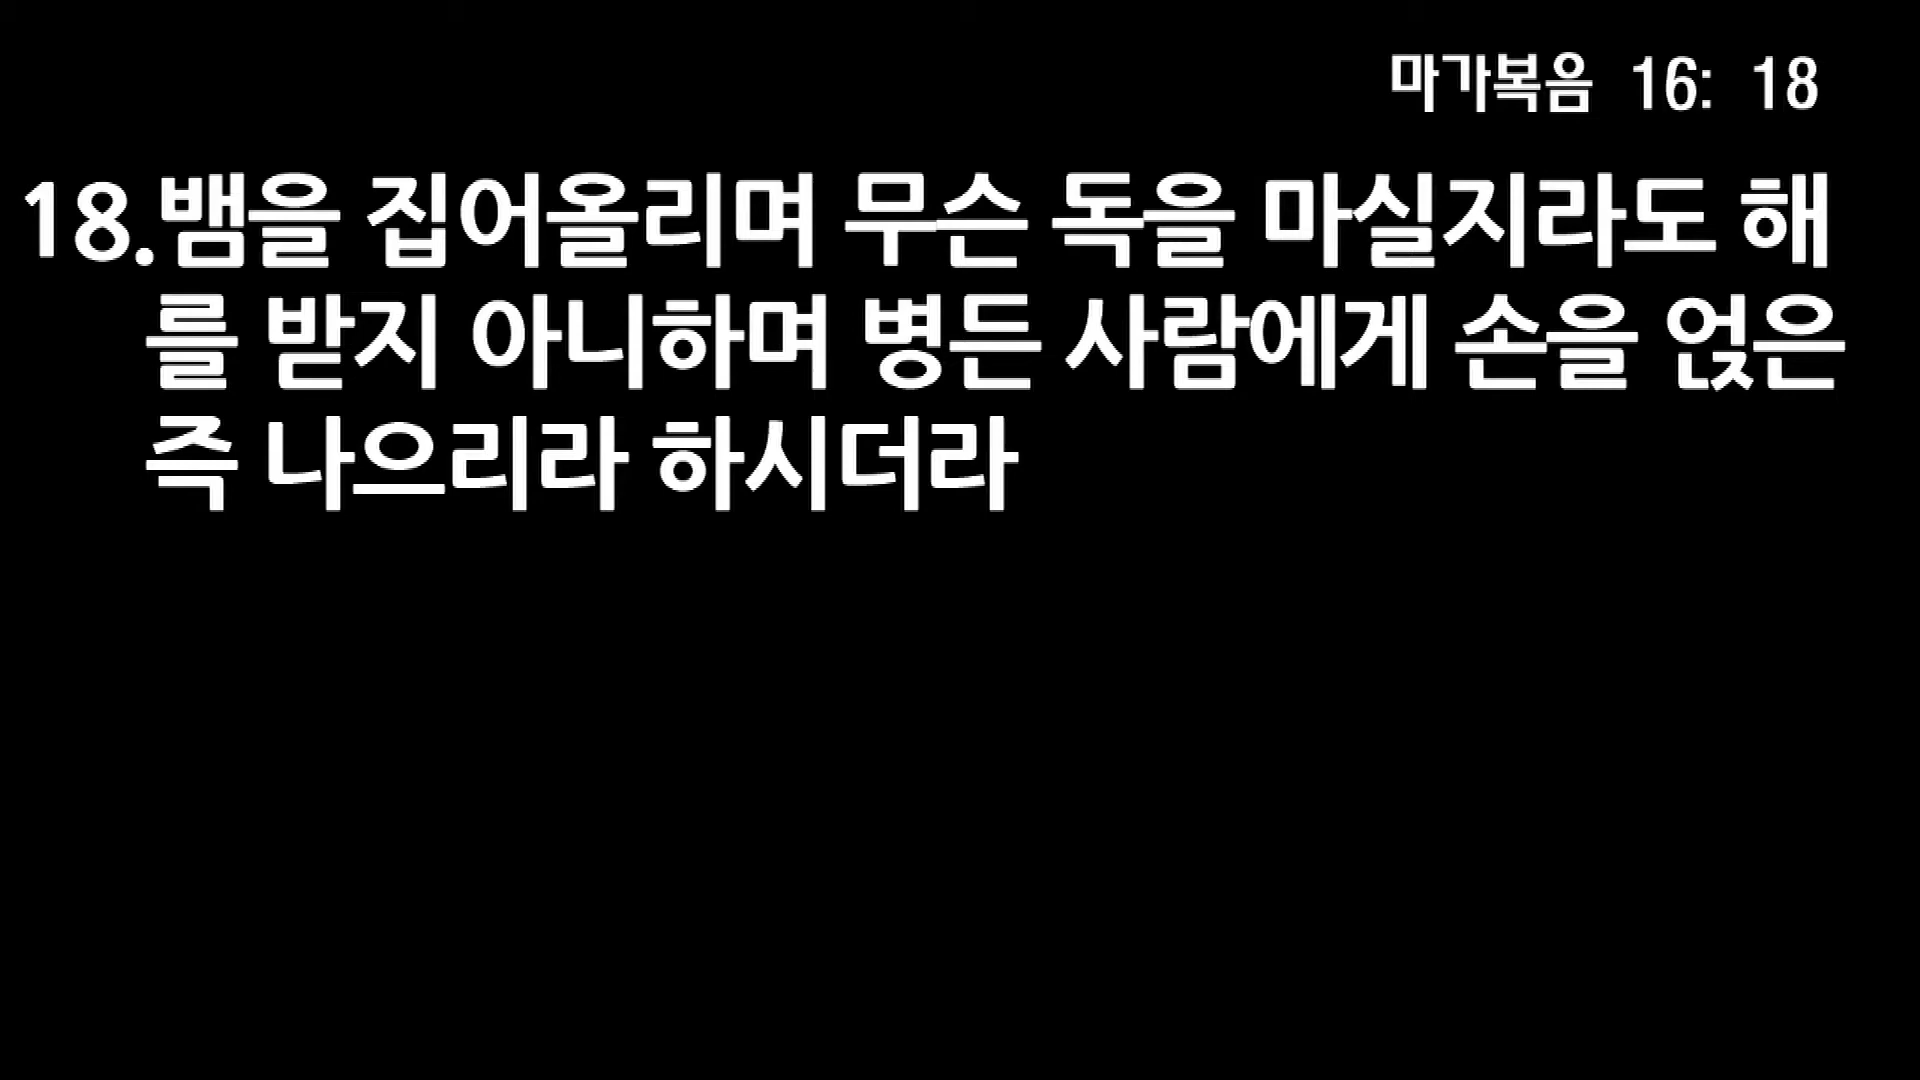 마가복음 16: 18
18.뱀을 집어올리며 무슨 독을 마실지라도 해
를 받지 아니하며 병든 사람에게 손을 얹은
즉 나으리라 하시더라